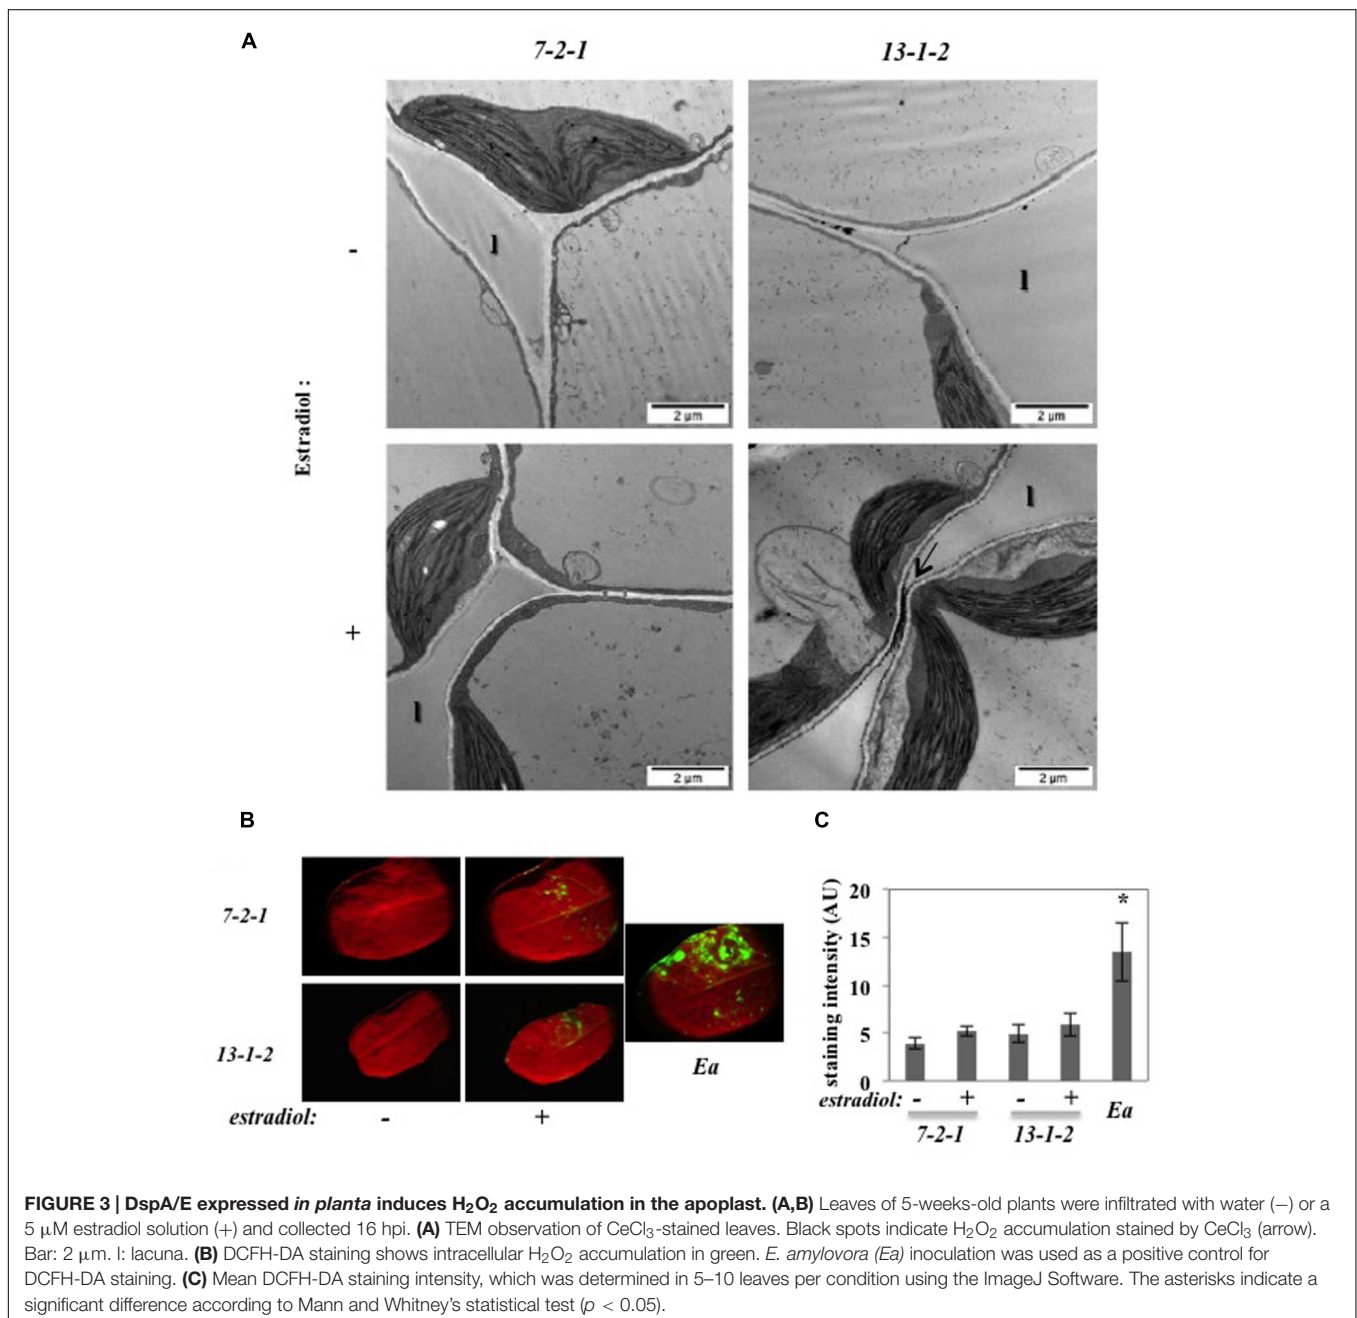 A
7-2-1 13-1-2
Estradiol :
-
l
2 µm
l
2 µm
+
l
2 µm
l
2 µm
B
7-2-1
13-1-2
Ea
estradiol: - +
C
staining intensity (AU)
20
15
10
5
0
*
estradiol: - + - + Ea
7-2-1 13-1-2
FIGURE 3 | DspA/E expressed in planta induces H₂O₂ accumulation in the apoplast. (A,B) Leaves of 5-weeks-old plants were infiltrated with water (−) or a
5 µM estradiol solution (+) and collected 16 hpi. (A) TEM observation of CeCl₃-stained leaves. Black spots indicate H₂O₂ accumulation stained by CeCl₃ (arrow).
Bar: 2 µm. l: lacuna. (B) DCFH-DA staining shows intracellular H₂O₂ accumulation in green. E. amylovora (Ea) inoculation was used as a positive control for
DCFH-DA staining. (C) Mean DCFH-DA staining intensity, which was determined in 5–10 leaves per condition using the ImageJ Software. The asterisks indicate a
significant difference according to Mann and Whitney's statistical test (p < 0.05).